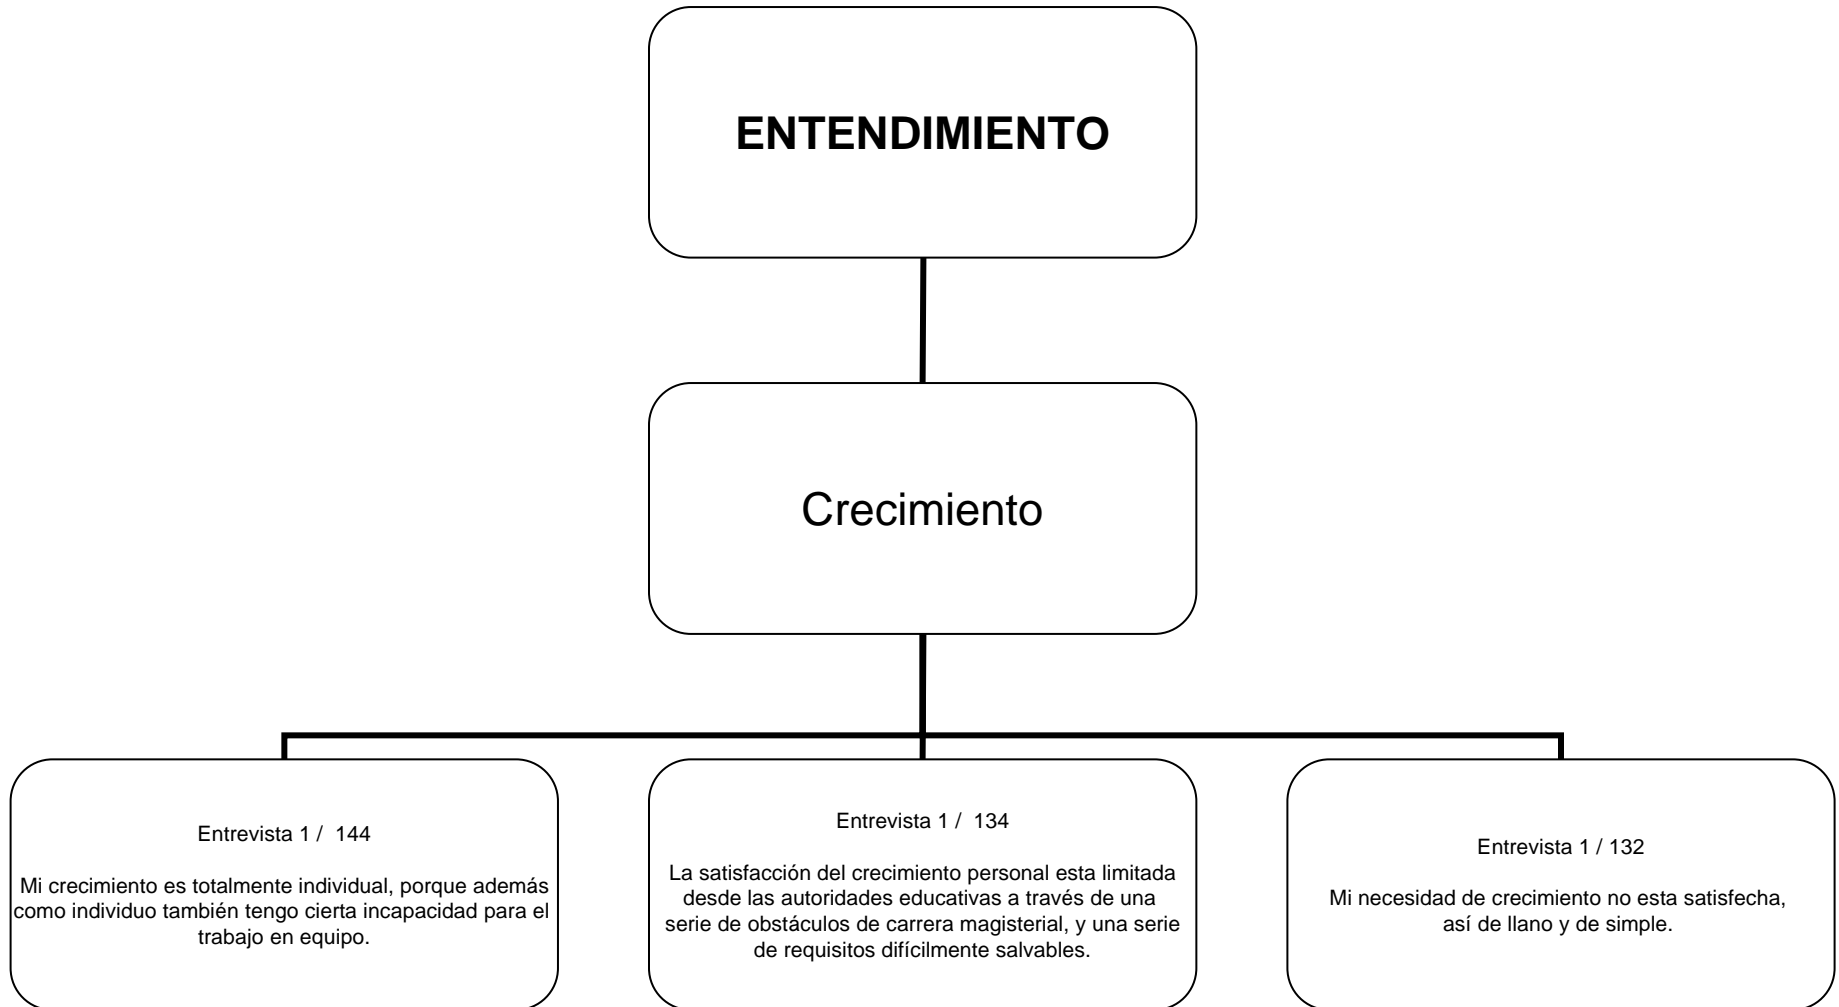 ENTENDIMIENTO
Crecimiento
Entrevista 1 /  144
Mi crecimiento es totalmente individual, porque además
como individuo también tengo cierta incapacidad para el
trabajo en equipo.
Entrevista 1 /  134
La satisfacción del crecimiento personal esta limitada
desde las autoridades educativas a través de una
serie de obstáculos de carrera magisterial, y una serie
de requisitos difícilmente salvables.
Entrevista 1 / 132
Mi necesidad de crecimiento no esta satisfecha,
así de llano y de simple.